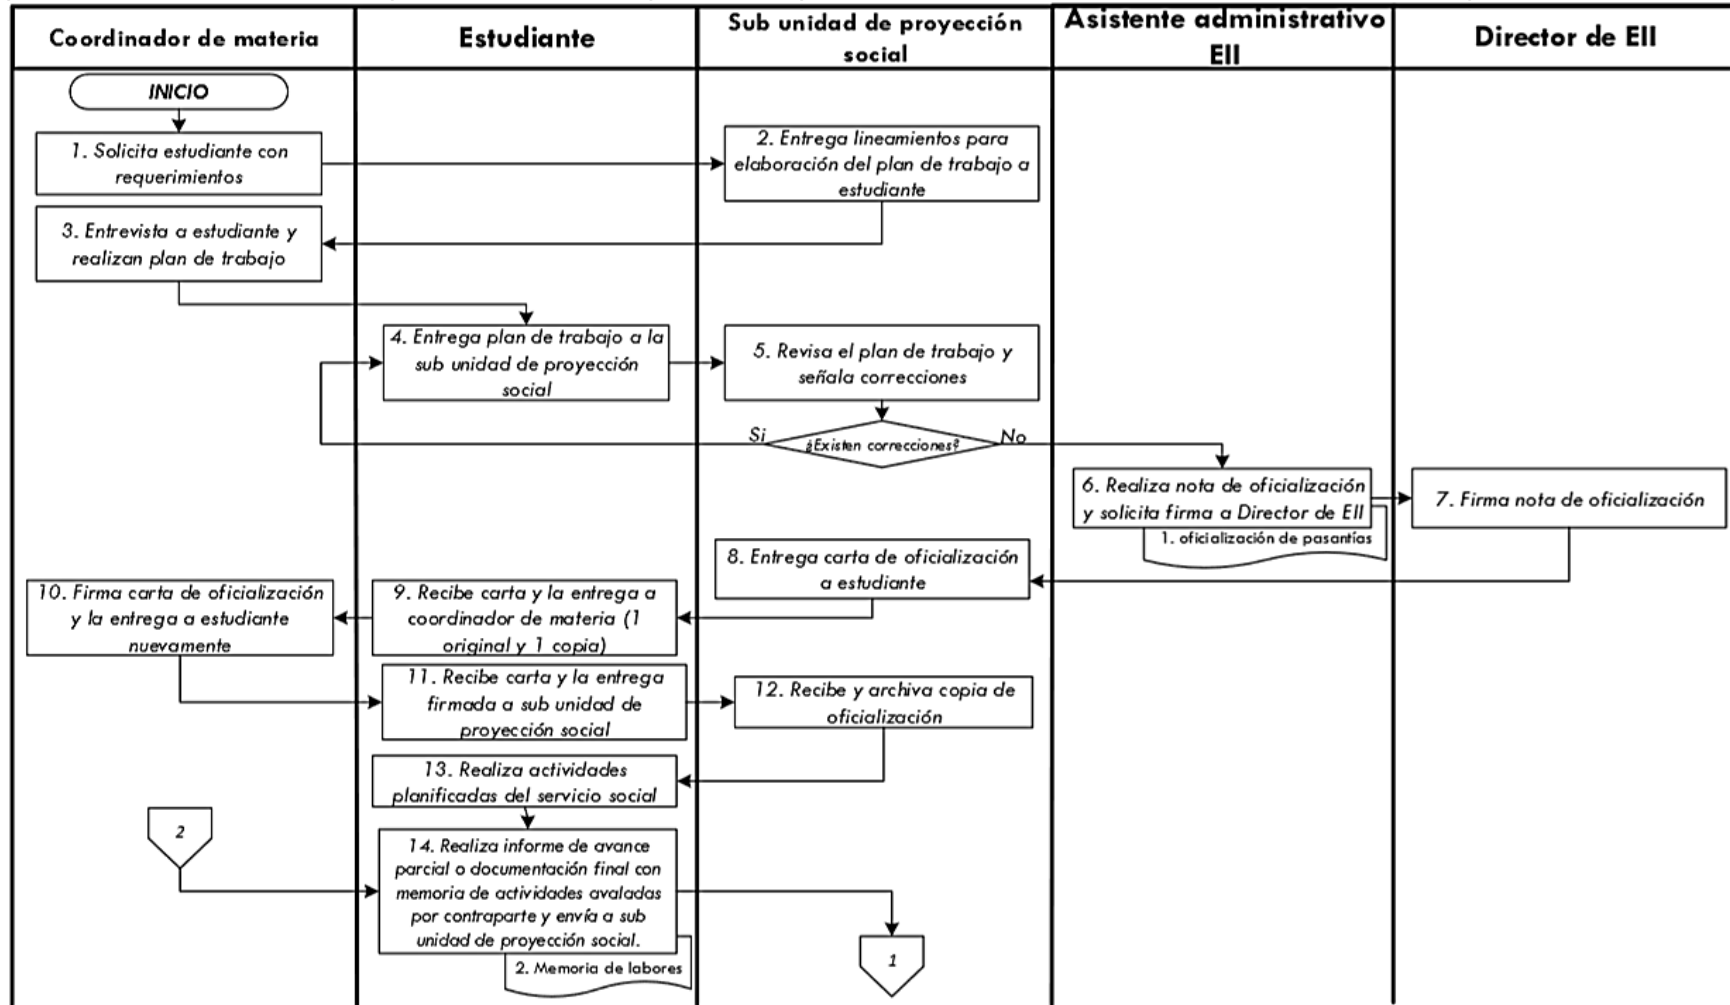 Coordinador de materia
Estudiante
Sub unidad de proyección
social
Asistente administrativo
EII
Director de EII
INICIO
1. Solicita estudiante con
requerimientos
2. Entrega lineamientos para
elaboración del plan de trabajo a
estudiante
3. Entrevista a estudiante y
realizan plan de trabajo
4. Entrega plan de trabajo a la
sub unidad de proyección
social
5. Revisa el plan de trabajo y
señala correcciones
Si
¿Existen correcciones?
No
6. Realiza nota de oficialización
y solicita firma a Director de EII
1. oficialización de pasantías
7. Firma nota de oficialización
8. Entrega carta de oficialización
a estudiante
9. Recibe carta y la entrega a
coordinador de materia (1
original y 1 copia)
10. Firma carta de oficialización
y la entrega a estudiante
nuevamente
11. Recibe carta y la entrega
firmada a sub unidad de
proyección social
12. Recibe y archiva copia de
oficialización
13. Realiza actividades
planificadas del servicio social
2
14. Realiza informe de avance
parcial o documentación final con
memoria de actividades avaladas
por contraparte y envía a sub
unidad de proyección social.
2. Memoria de labores
1